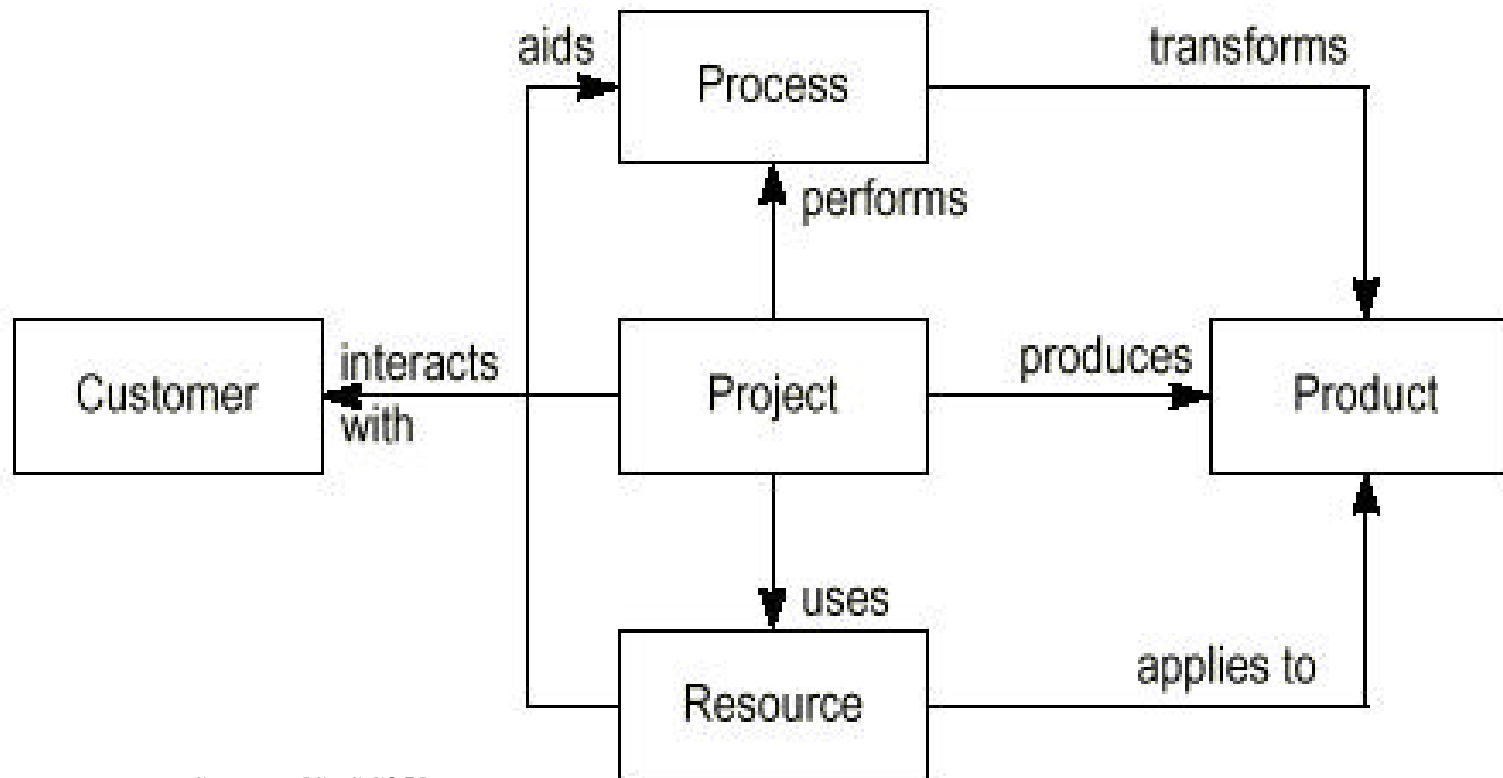 aids
transforms
Process
performs
interacts
produces
Customer
Project
Product
with
uses
applies to
Resource